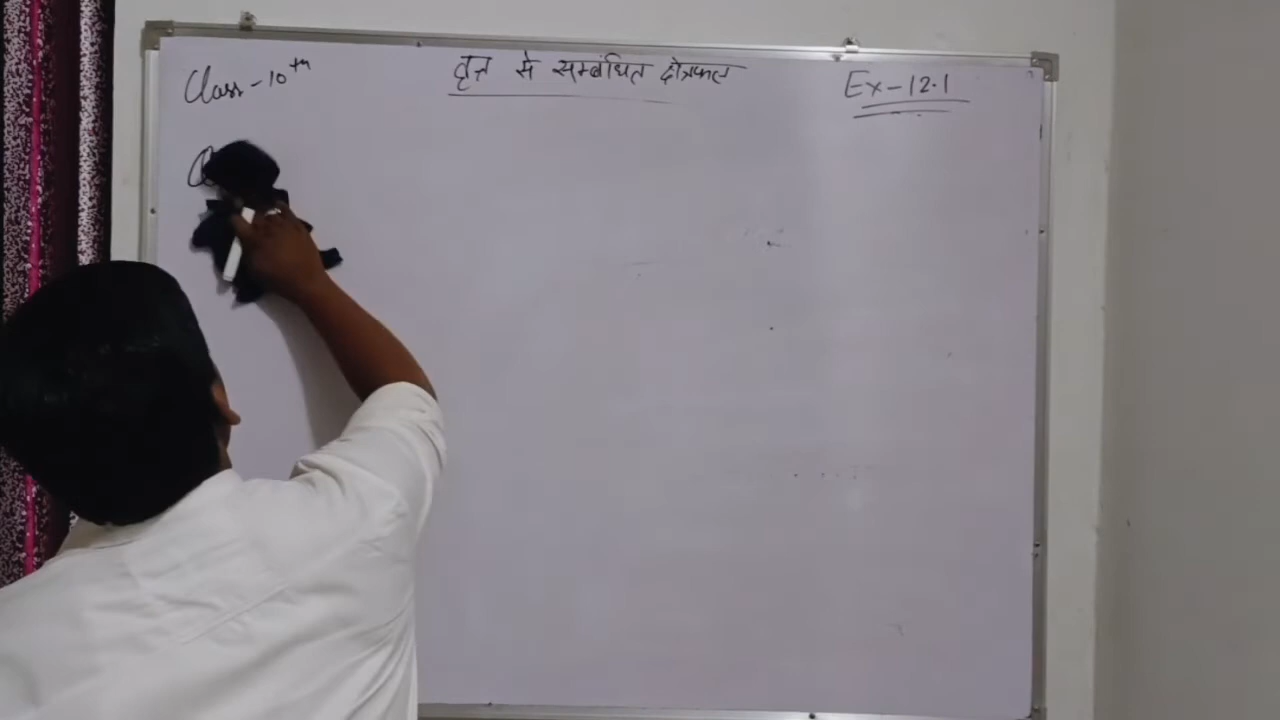 Class-10th
वृत्त से सम्बंधित क्षेत्रफल
Ex-12.1